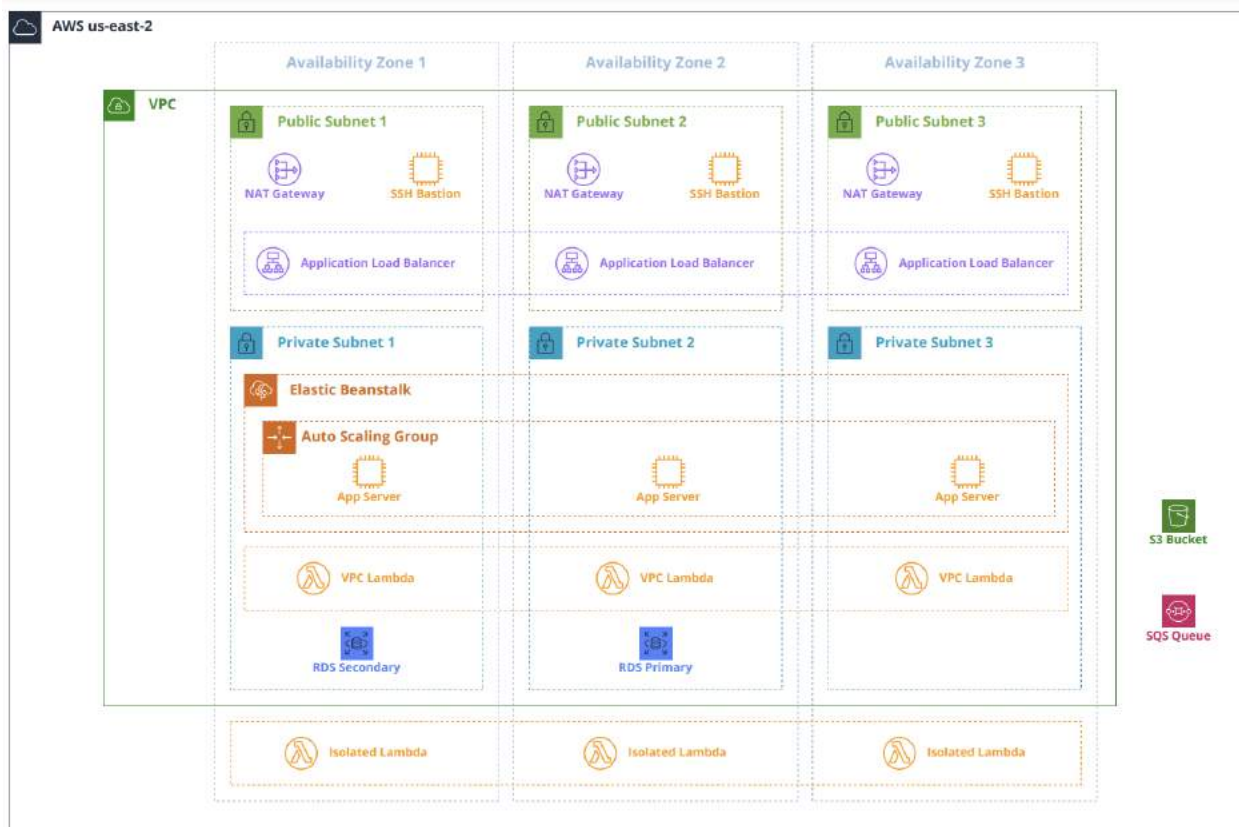 AWS us-east-2
Availability Zone 1
Availability Zone 2
Availability Zone 3
VPC
Public Subnet 1
Public Subnet 2
Public Subnet 3
NAT Gateway
SSH Bastion
NAT Gateway
SSH Bastion
NAT Gateway
SSH Bastion
Application Load Balancer
Application Load Balancer
Application Load Balancer
Private Subnet 1
Private Subnet 2
Private Subnet 3
Elastic Beanstalk
Auto Scaling Group
App Server
App Server
App Server
S3 Bucket
VPC Lambda
VPC Lambda
VPC Lambda
SQS Queue
RDS Secondary
RDS Primary
Isolated Lambda
Isolated Lambda
Isolated Lambda